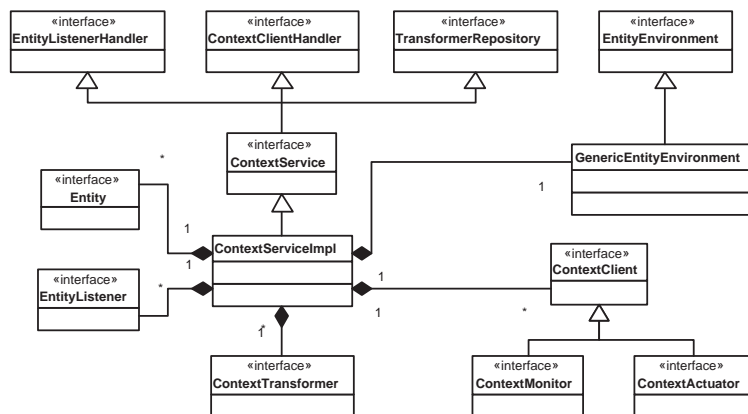 «interface»
EntityListenerHandler
«interface»
ContextClientHandler
«interface»
TransformerRepository
«interface»
EntityEnvironment
«interface»
ContextService
GenericEntityEnvironment
*
1
«interface»
Entity
1
ContextServiceImpl
1
«interface»
EntityListener
*
1
1
*
«interface»
ContextClient
*
1
«interface»
ContextTransformer
«interface»
ContextMonitor
«interface»
ContextActuator